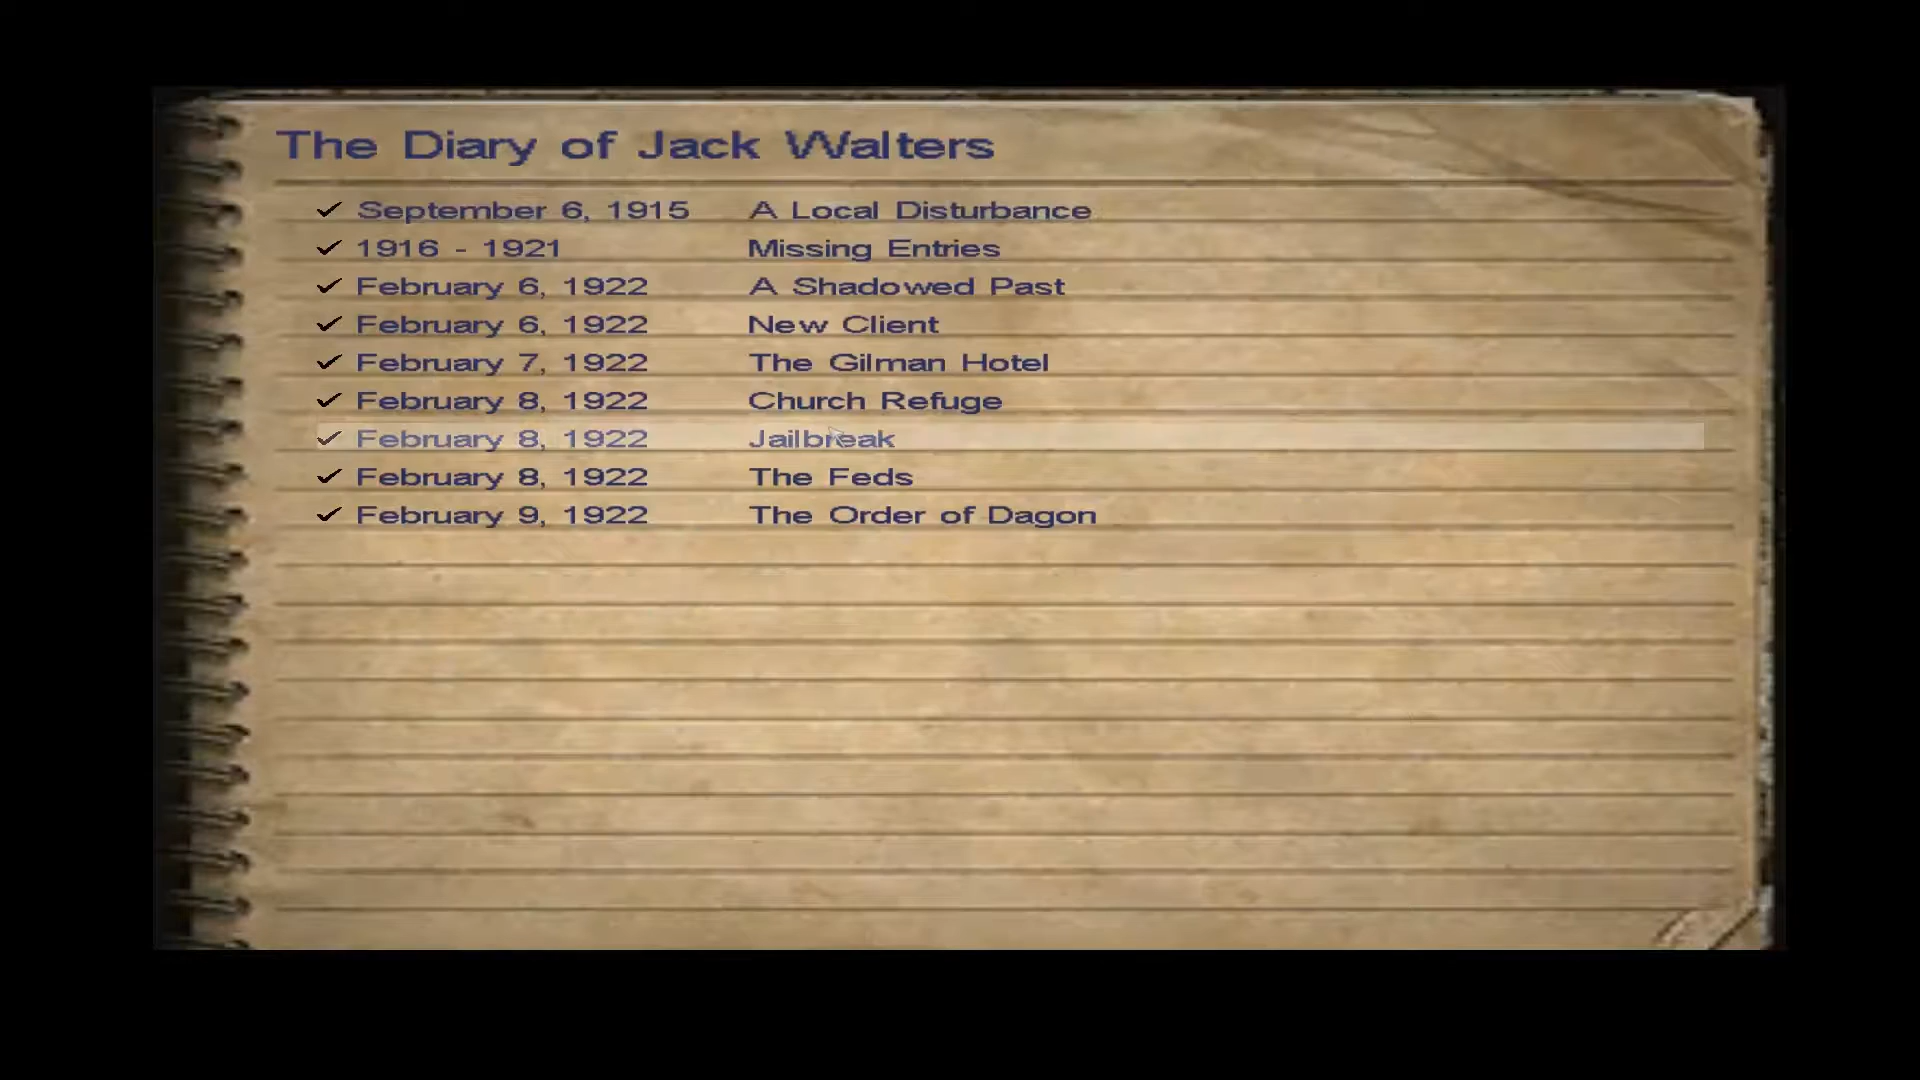 The Diary of Jack Walters
✓ September 6, 1915 A Local Disturbance
✓ 1916 - 1921 Missing Entries
✓ February 6, 1922 A Shadowed Past
✓ February 6, 1922 New Client
✓ February 7, 1922 The Gilman Hotel
✓ February 8, 1922 Church Refuge
✓ February 8, 1922 Jailbreak
✓ February 8, 1922 The Feds
✓ February 9, 1922 The Order of Dagon